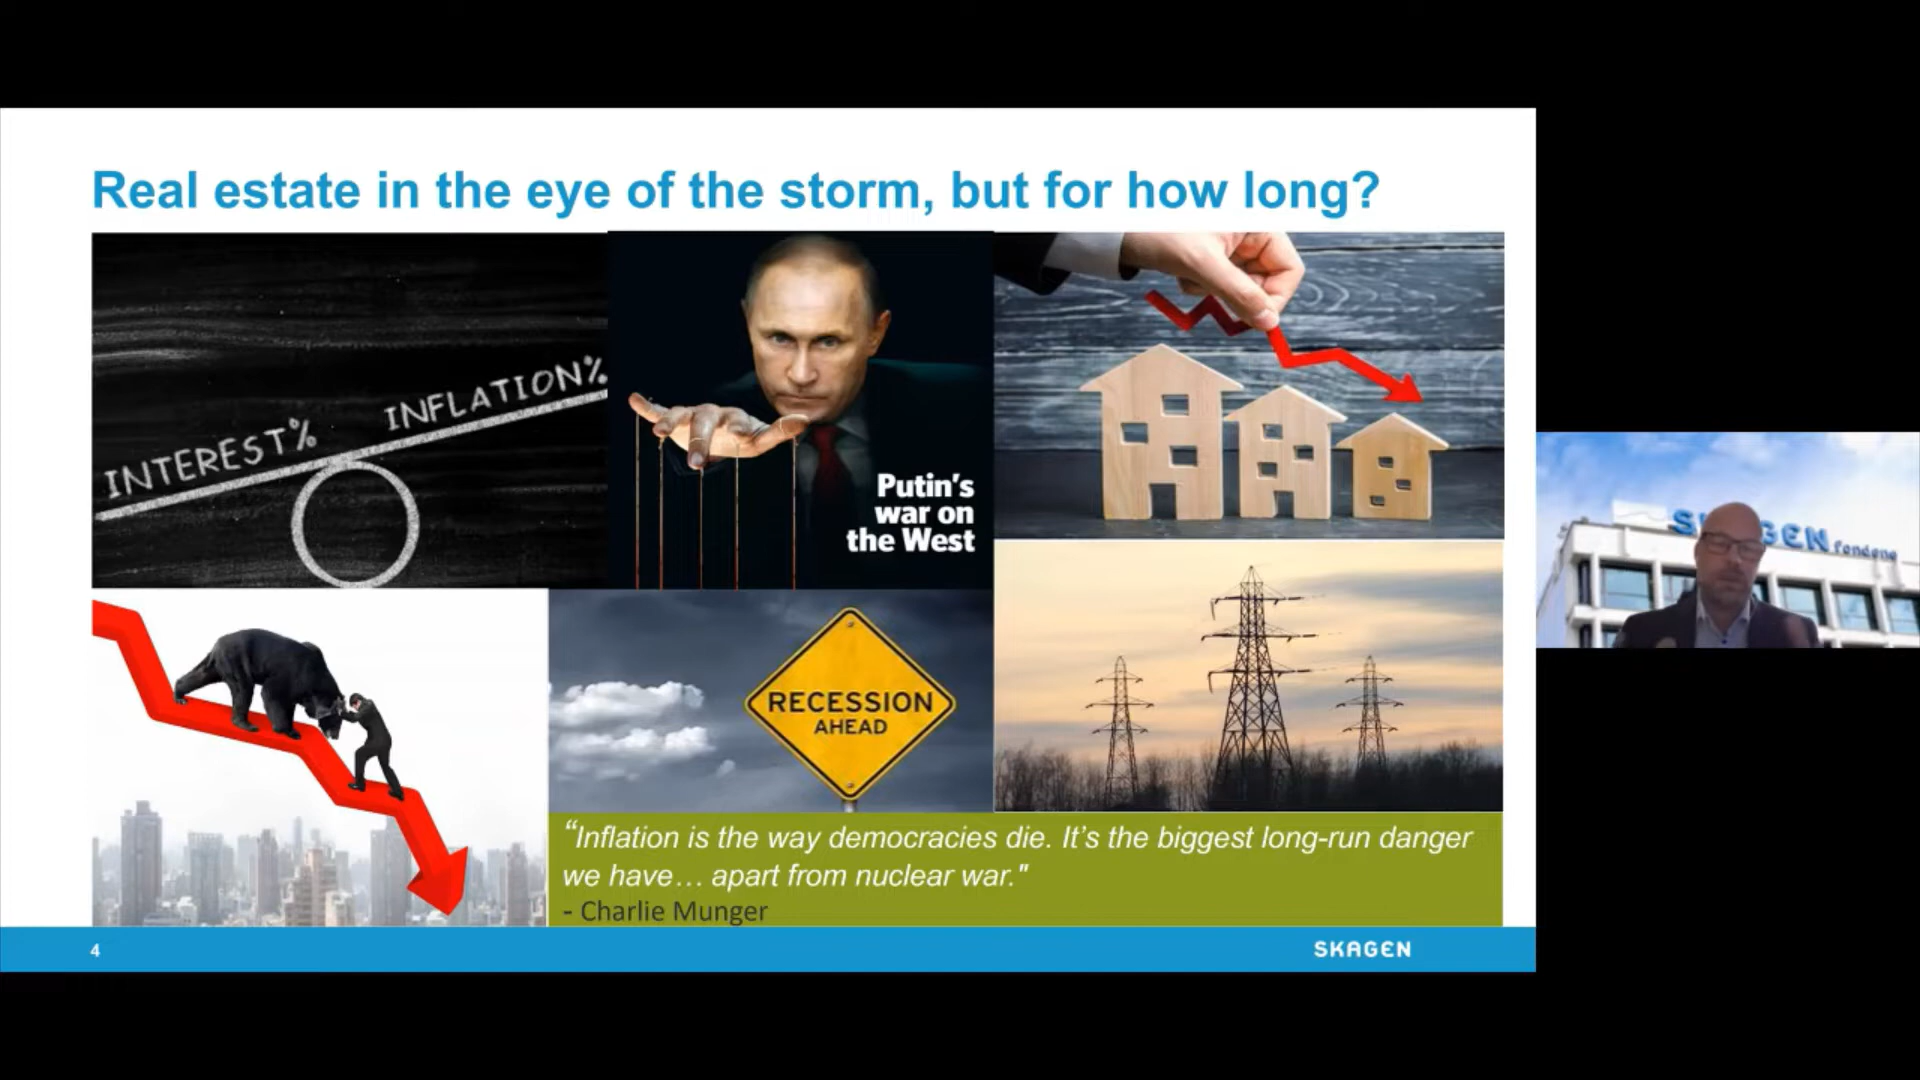 Real estate in the eye of the storm, but for how long?
INTEREST%
INFLATION%
Putin's
war on
the West
RECESSION
AHEAD
“Inflation is the way democracies die. It’s the biggest long-run danger
we have… apart from nuclear war."
- Charlie Munger
4
SKAGEN
fondene